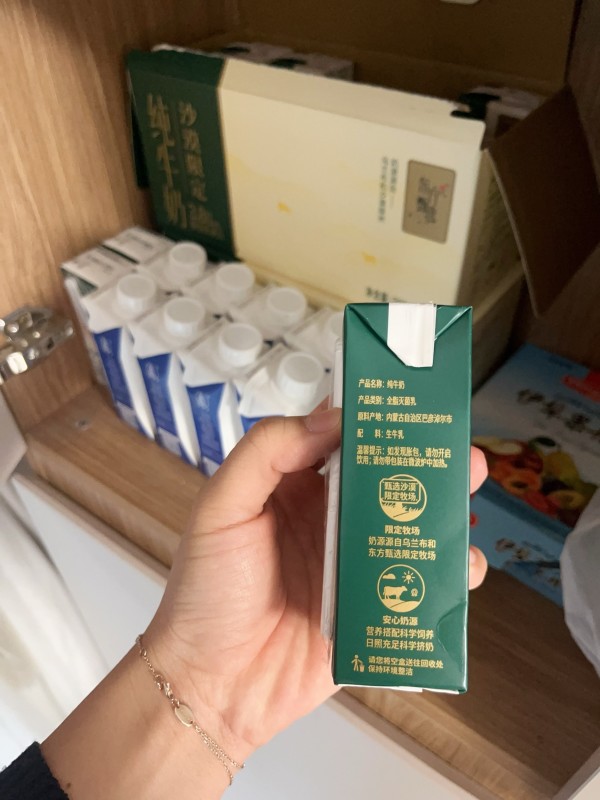 沙漠限定
纯牛奶
产品名称：纯牛奶
产品类别：全脂灭菌乳
原料产地：内蒙古自治区巴彦淖尔市
配 料：生牛乳
温馨提示：如发现胀包，请勿开启
饮用；请勿带包装在微波炉中加热。
甄选沙漠
限定牧场
限定牧场
奶源源自乌兰布和
东方甄选限定牧场
安心奶源
营养搭配科学饲养
日照充足科学挤奶
请您将空盒送往回收处
保持环境整洁